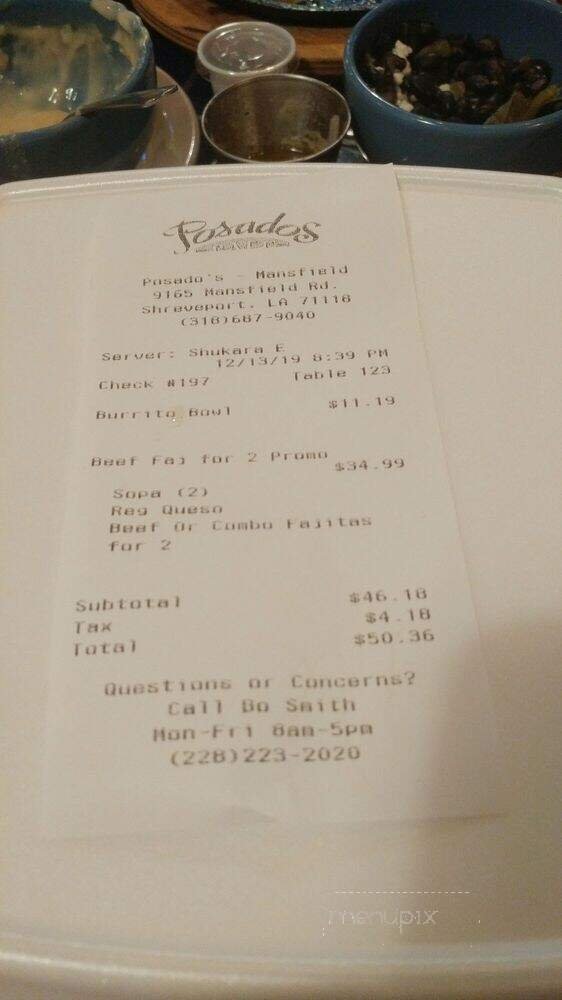 Posados
Posado's - Mansfield
9165 Mansfield Rd.
Shreveport, LA 71118
(318)687-9040
Server: Shukara E
12/13/19 8:39 PM
Check #197 Table 123
Burrito Bowl $11.19
Beef Faj for 2 Promo $34.99
Sopa (2)
Reg Queso
Beef Or Combo Fajitas
for 2
Subtotal $46.18
Tax $4.18
Total $50.36
Questions or Concerns?
Call Bo Smith
Mon-Fri 8am-5pm
(228)223-2020
menupix